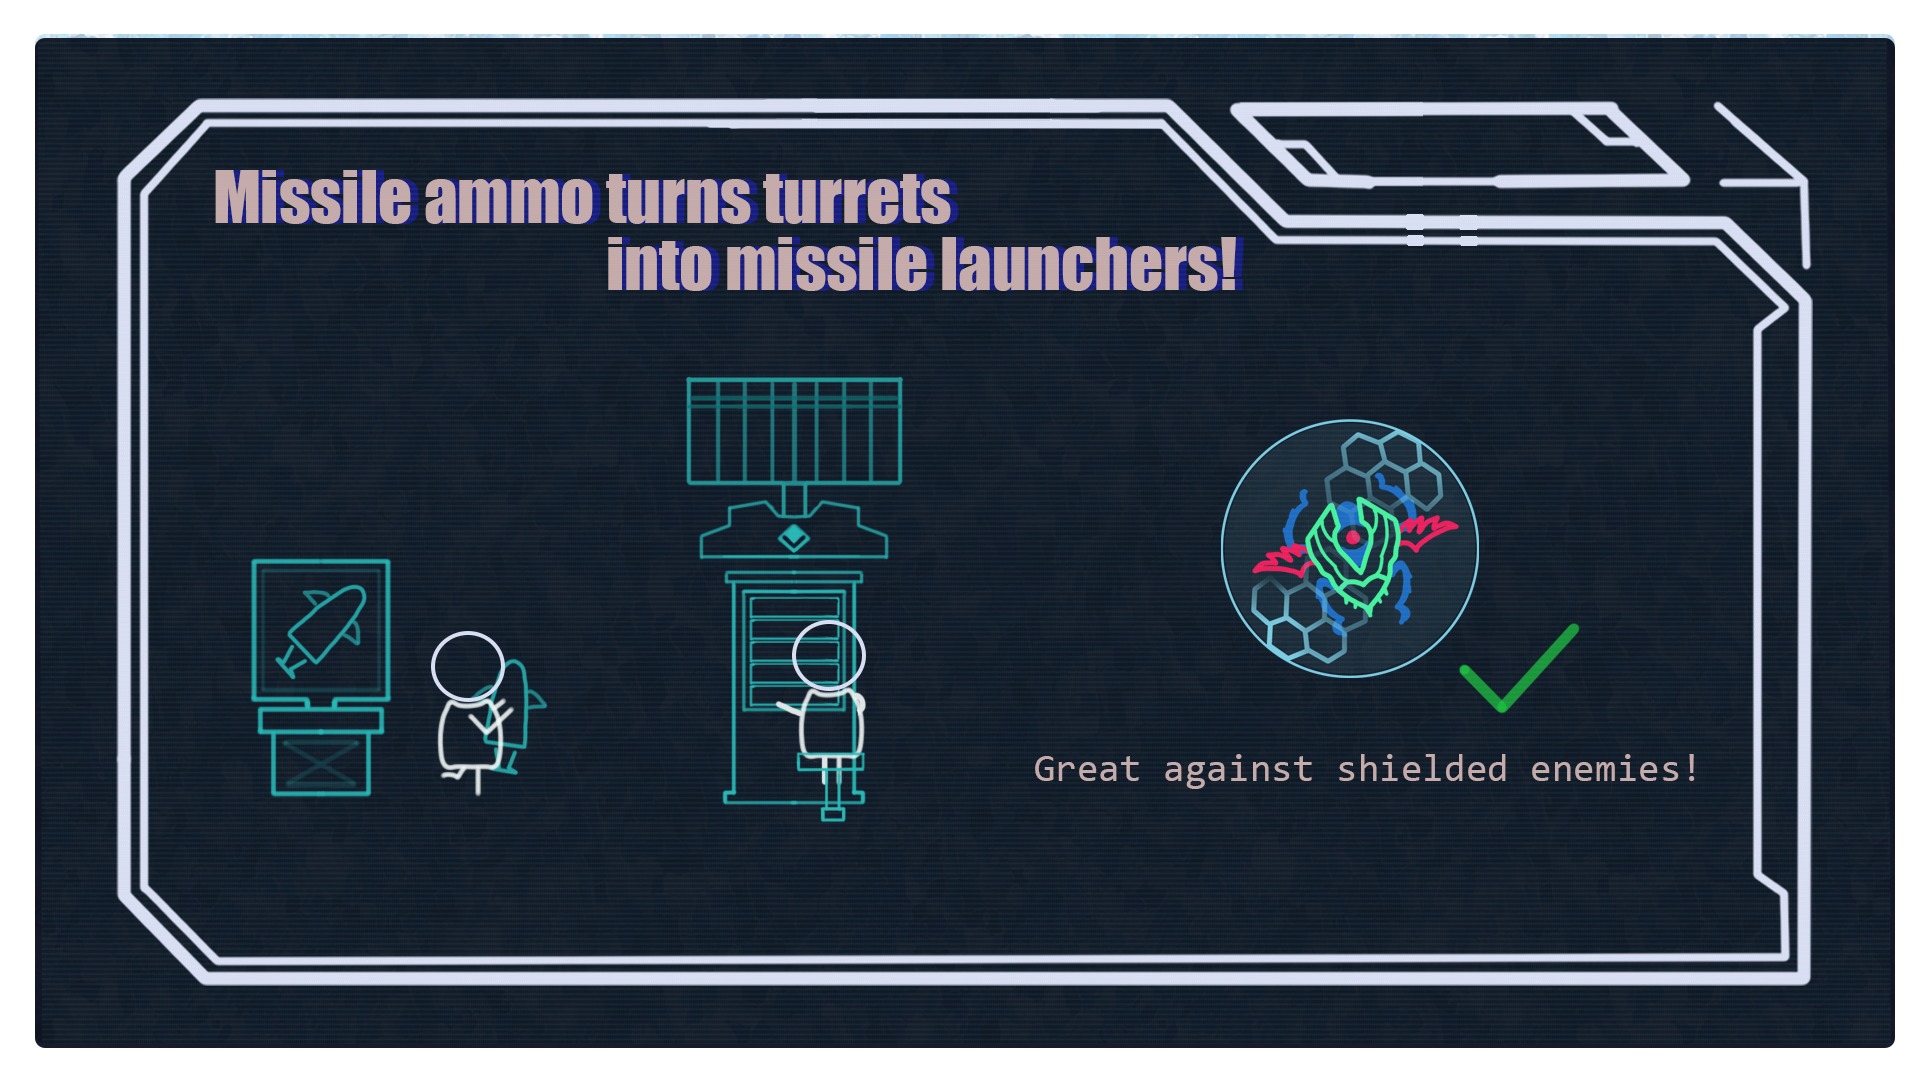 Missile ammo turns turrets
into missile launchers!
Great against shielded enemies!